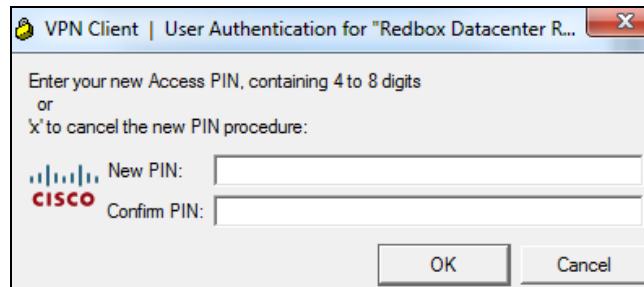 VPN Client | User Authentication for "Redbox Datacenter R...
Enter your new Access PIN, containing 4 to 8 digits
or
'x' to cancel the new PIN procedure:
New PIN:
CISCO
Confirm PIN:
OK
Cancel